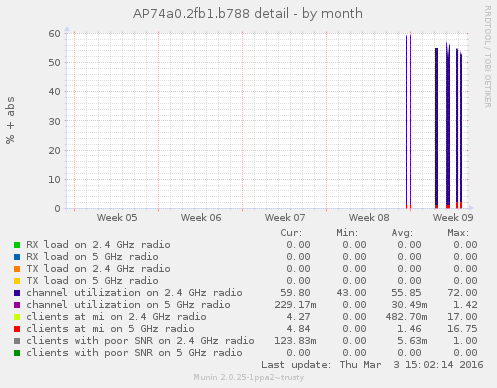 AP74a0.2fb1.b788 detail - by month
RRDTOOL / TOBI OETIKER
% + abs
60
50
40
30
20
10
0
Week 05 Week 06 Week 07 Week 08 Week 09
Cur: Min: Avg: Max:
RX load on 2.4 GHz radio 0.00 0.00 0.00 0.00
RX load on 5 GHz radio 0.00 0.00 0.00 0.00
TX load on 2.4 GHz radio 0.00 0.00 0.00 0.00
TX load on 5 GHz radio 0.00 0.00 0.00 0.00
channel utilization on 2.4 GHz radio 59.80 43.00 55.85 72.00
channel utilization on 5 GHz radio 229.17m 0.00 30.49m 1.42
clients at mi on 2.4 GHz radio 4.27 0.00 482.70m 17.00
clients at mi on 5 GHz radio 4.84 0.00 1.46 16.75
clients with poor SNR on 2.4 GHz radio 123.83m 0.00 5.63m 1.00
clients with poor SNR on 5 GHz radio 0.00 0.00 0.00 0.00
Last update: Thu Mar 3 15:02:14 2016
Munin 2.0.25-1ppa2~trusty